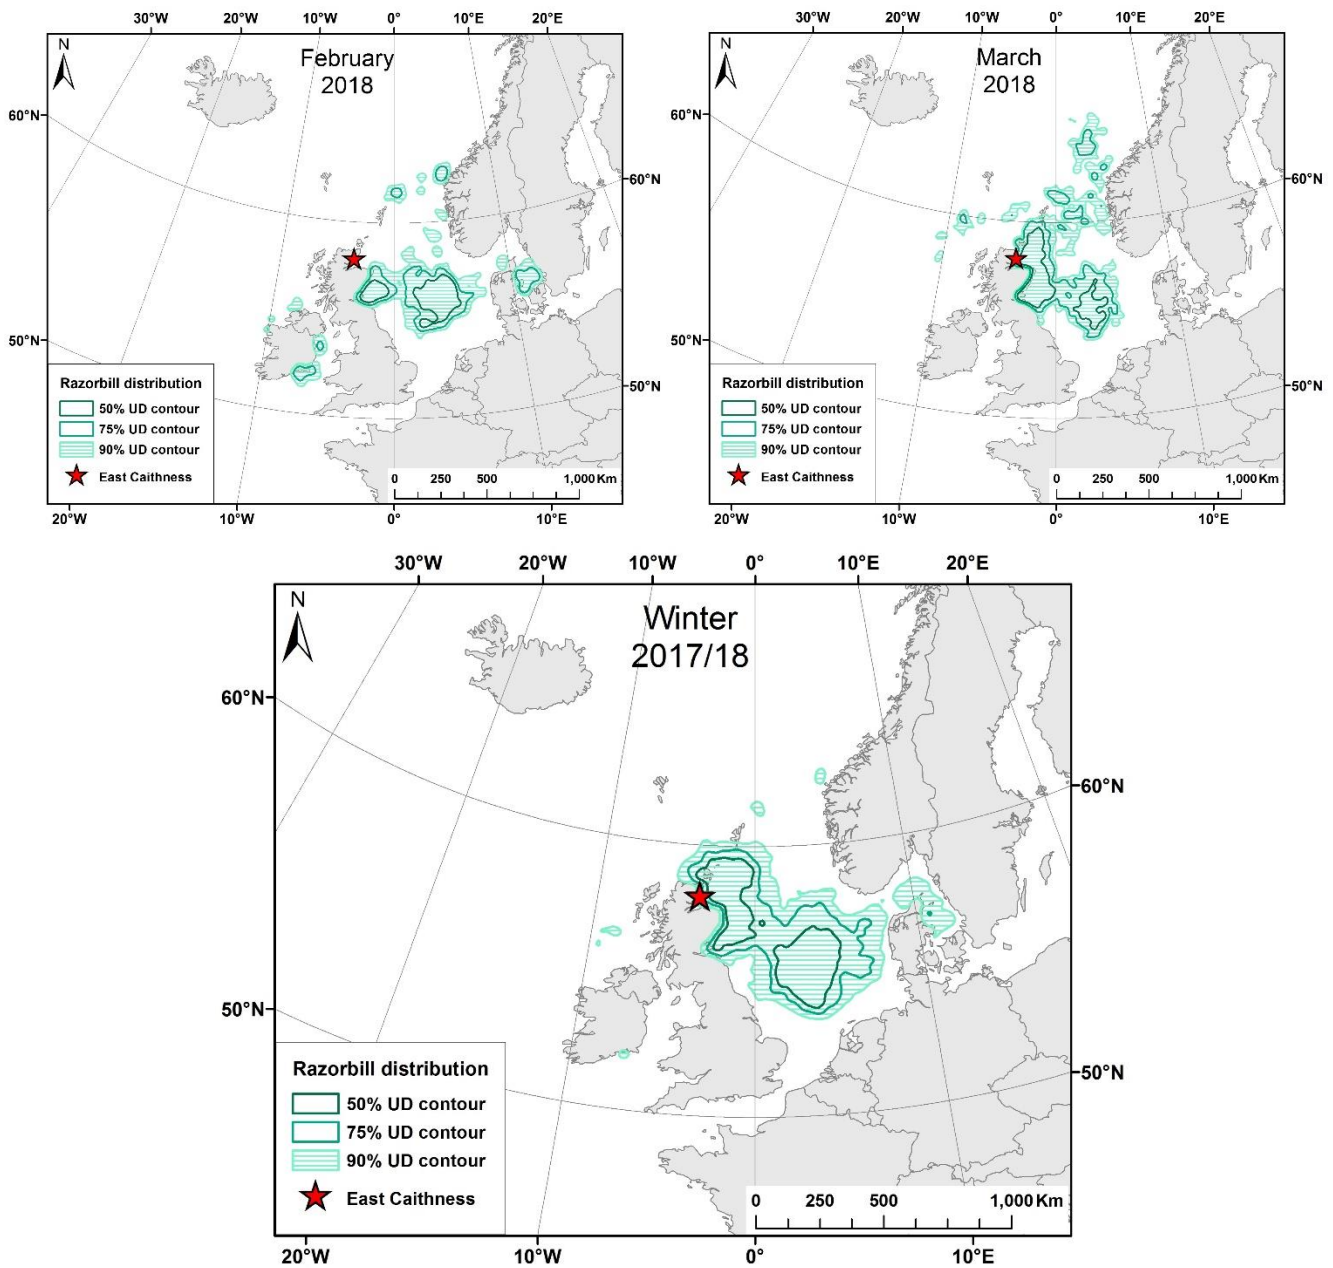 30°W 20°W 10°W 0° 10°E 20°E
N
February
2018
60°N
60°N
50°N
50°N
Razorbill distribution
50% UD contour
75% UD contour
90% UD contour
East Caithness
0 250 500 1,000 Km
20°W 10°W 0° 10°E
30°W 20°W 10°W 0° 10°E 20°E
N
March
2018
60°N
60°N
50°N
50°N
Razorbill distribution
50% UD contour
75% UD contour
90% UD contour
East Caithness
0 250 500 1,000 Km
20°W 10°W 0° 10°E
30°W 20°W 10°W 0° 10°E 20°E
N
Winter
2017/18
60°N
60°N
50°N
50°N
Razorbill distribution
50% UD contour
75% UD contour
90% UD contour
East Caithness
0 250 500 1,000 Km
20°W 10°W 0° 10°E